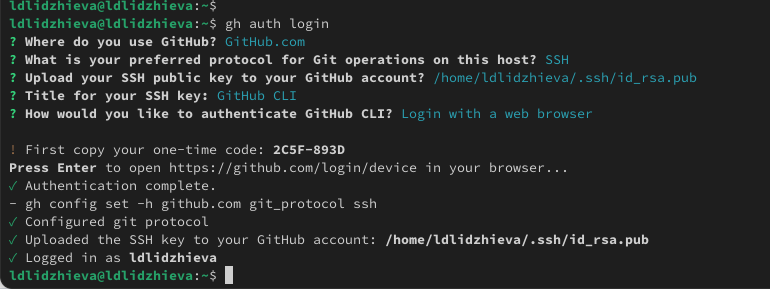 ldlidzhieva@ldlidzhieva:~$
ldlidzhieva@ldlidzhieva:~$ gh auth login
? Where do you use GitHub? GitHub.com
? What is your preferred protocol for Git operations on this host? SSH
? Upload your SSH public key to your GitHub account? /home/ldlidzhieva/.ssh/id_rsa.pub
? Title for your SSH key: GitHub CLI
? How would you like to authenticate GitHub CLI? Login with a web browser
! First copy your one-time code: 2C5F-893D
Press Enter to open https://github.com/login/device in your browser...
✓ Authentication complete.
- gh config set -h github.com git_protocol ssh
✓ Configured git protocol
✓ Uploaded the SSH key to your GitHub account: /home/ldlidzhieva/.ssh/id_rsa.pub
✓ Logged in as ldlidzhieva
ldlidzhieva@ldlidzhieva:~$